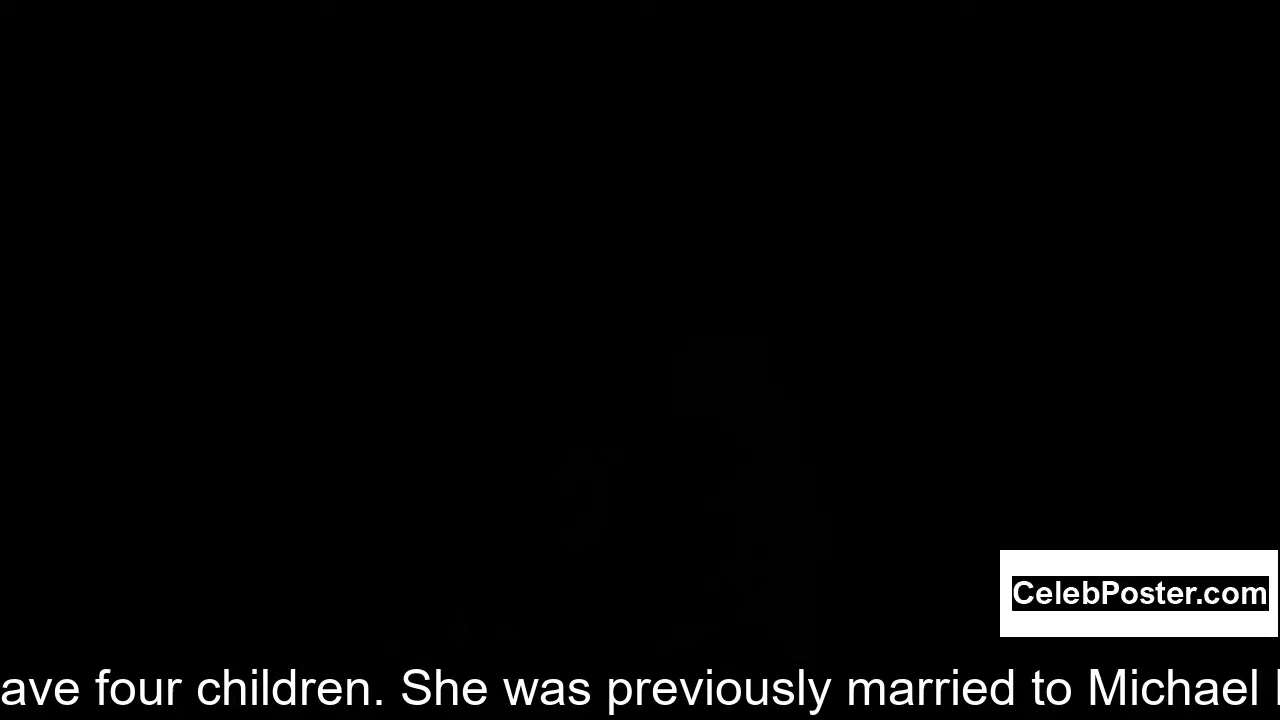 CelebPoster.com
ave four children. She was previously married to Michael